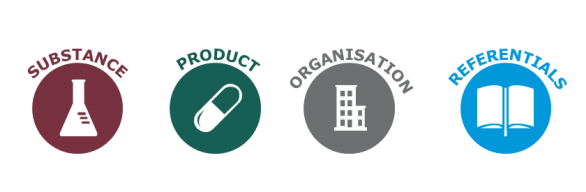 SUBSTANCE
PRODUCT
ORGANISATION
REFERENTIALS